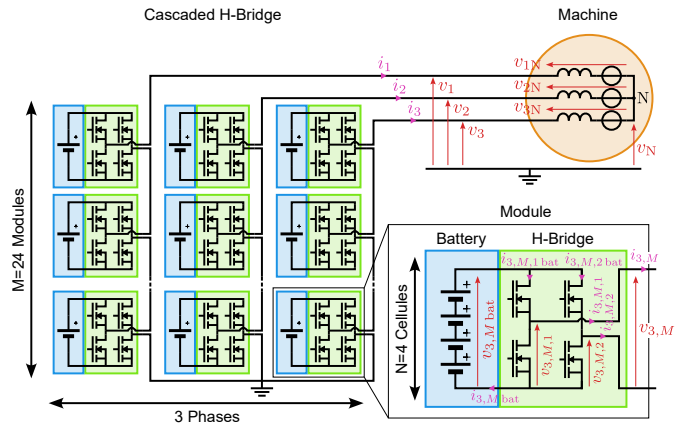 Cascaded H-Bridge
Machine
i1
i2
i3
v1N
v2N
v3N
N
v1
v2
v3
vN
M=24 Modules
+
+
+
+
+
+
+
+
+
3 Phases
Module
Battery
H-Bridge
N=4 Cellules
+
+
+
+
i3,M,1 bat
i3,M,2 bat
i3,M
i3,M,1
i3,M,2
i3,M,2
v3,M bat
v3,M,1
v3,M,2
v3,M
i3,M bat